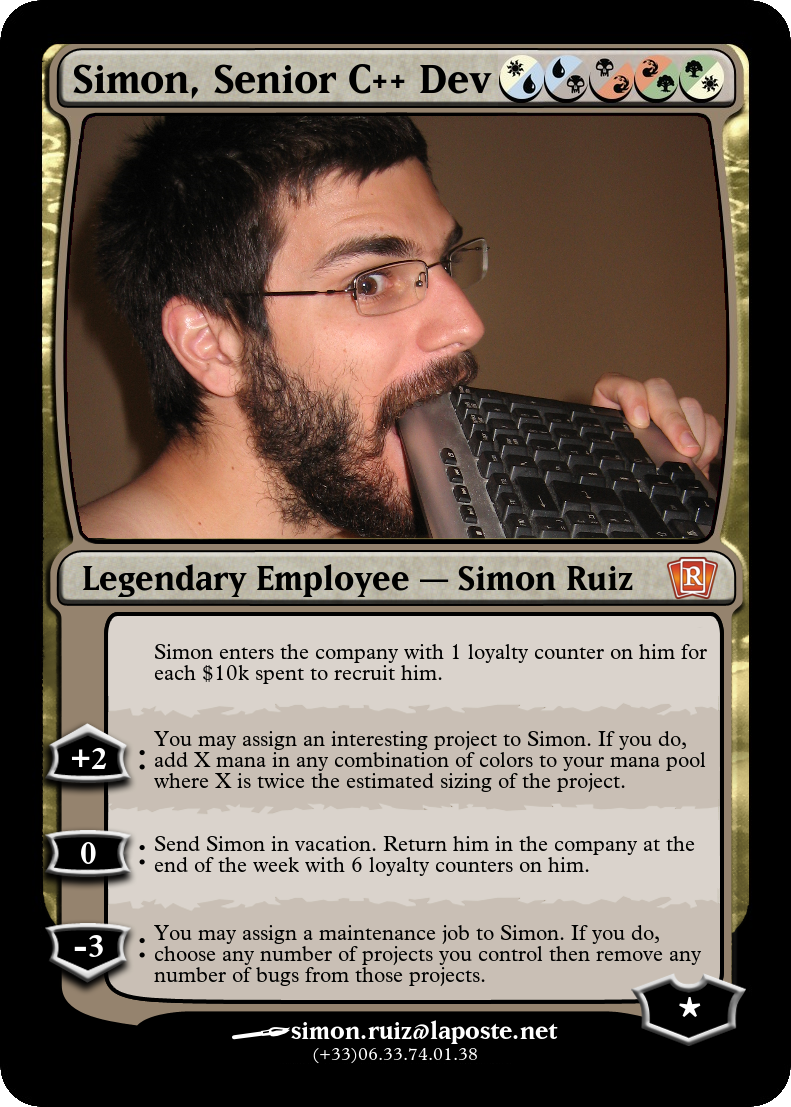 Simon, Senior C++ Dev
Legendary Employee — Simon Ruiz
R
Simon enters the company with 1 loyalty counter on him for
each $10k spent to recruit him.
+2
: You may assign an interesting project to Simon. If you do,
add X mana in any combination of colors to your mana pool
where X is twice the estimated sizing of the project.
0
: Send Simon in vacation. Return him in the company at the
end of the week with 6 loyalty counters on him.
-3
: You may assign a maintenance job to Simon. If you do,
choose any number of projects you control then remove any
number of bugs from those projects.
simon.ruiz@laposte.net
(+33)06.33.74.01.38